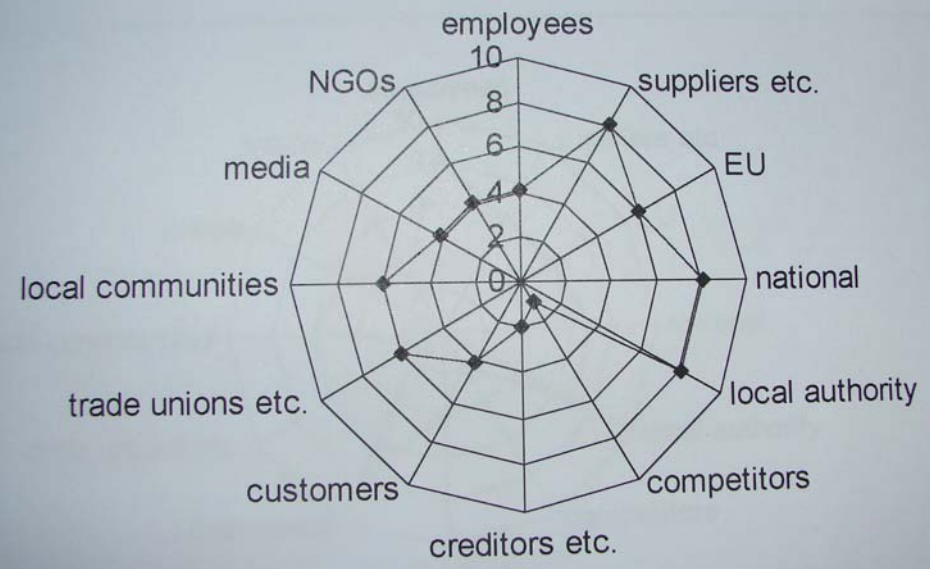 employees
10
NGOs
suppliers etc.
8
6
media
EU
4
2
local communities
0
national
trade unions etc.
local authority
customers
competitors
creditors etc.